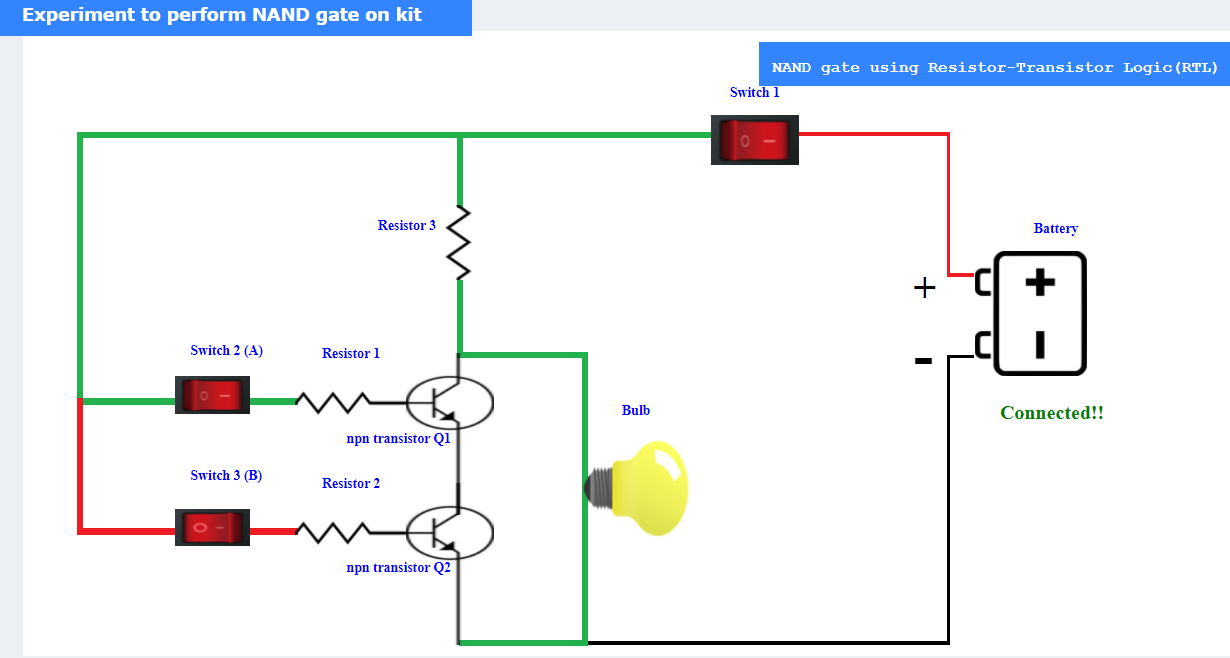 Experiment to perform NAND gate on kit
NAND gate using Resistor-Transistor Logic(RTL)
Switch 1
Resistor 3
Battery
+
-
Switch 2 (A)
Resistor 1
npn transistor Q1
Bulb
Connected!!
Switch 3 (B)
Resistor 2
npn transistor Q2